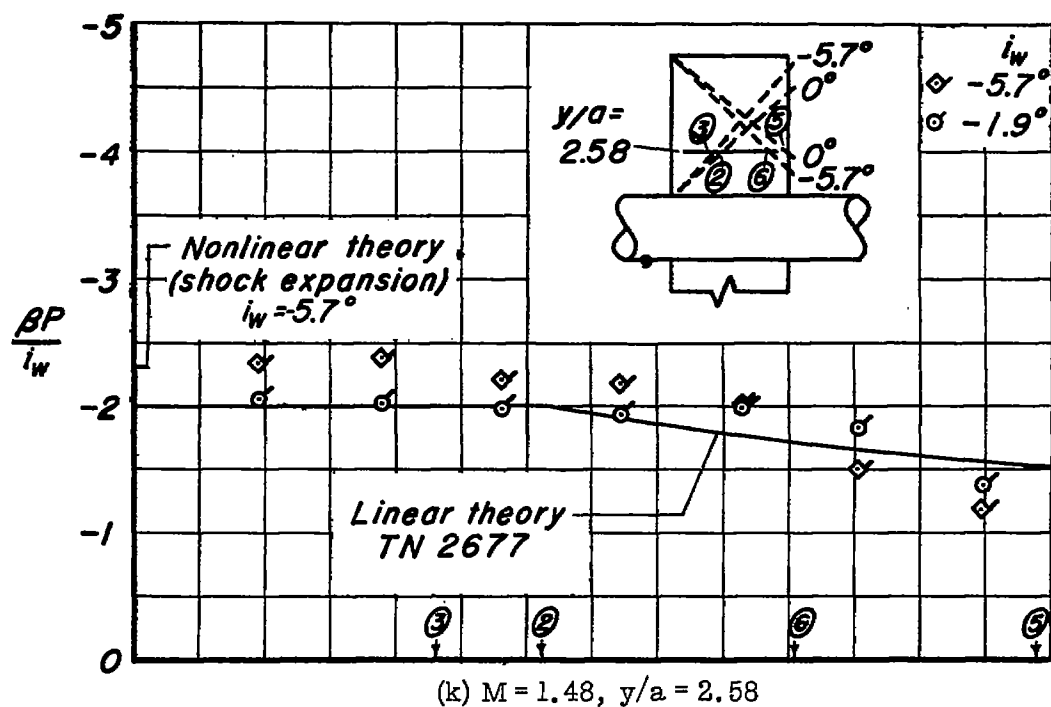 -5
-4
-3
-2
-1
0
βP
i_w
Nonlinear theory
(shock expansion)
i_w = -5.7°
Linear theory
TN 2677
y/a =
2.58
-5.7°
0°
③
⑤
②
⑥
0°
-5.7°
i_w
-5.7°
-1.9°
③
②
⑥
⑤
(k) M = 1.48, y/a = 2.58